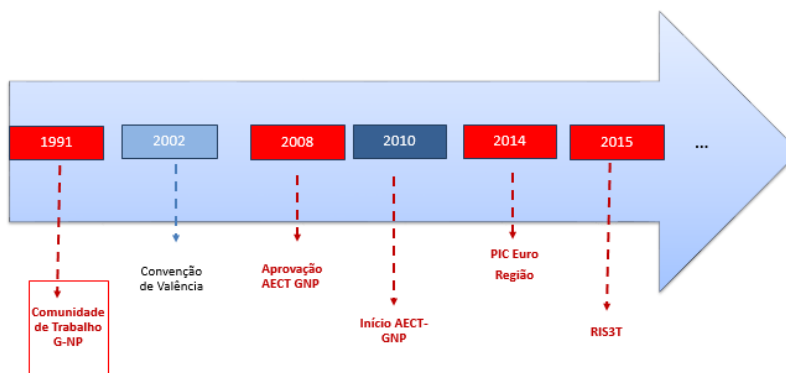 1991
2002
2008
2010
2014
2015
...
Convenção
de Valência
Aprovação
AECT GNP
PIC Euro
Região
Comunidade
de Trabalho
G-NP
Início AECT-
GNP
RIS3T